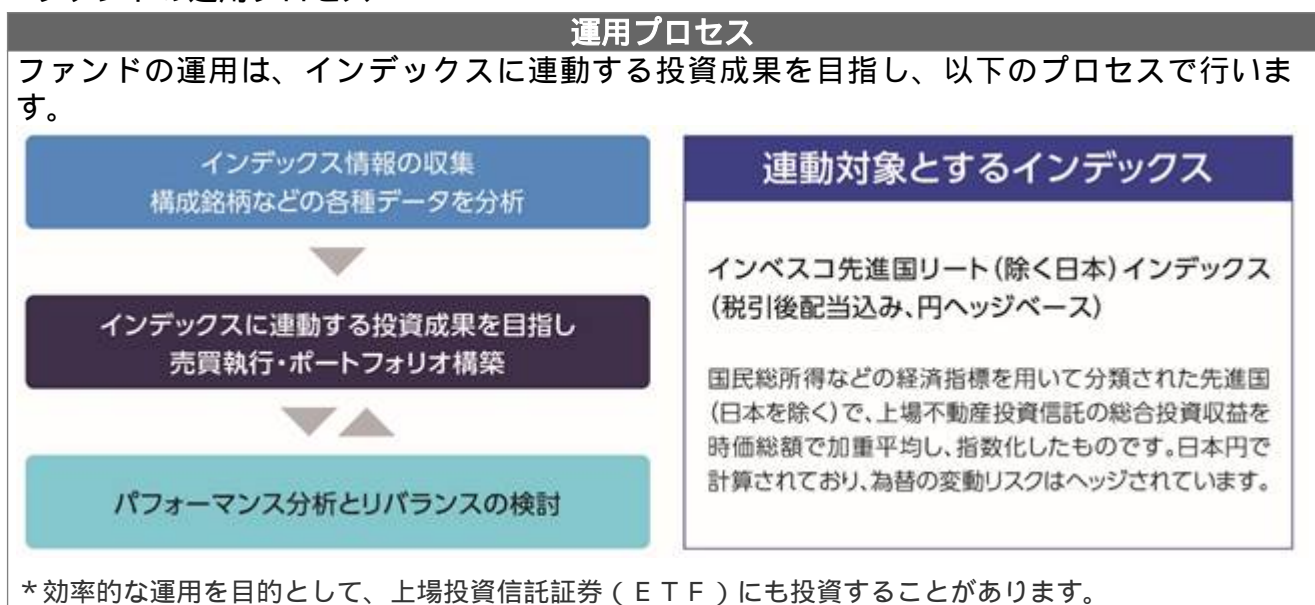 運用プロセス
ファンドの運用は、インデックスに連動する投資成果を目指し、以下のプロセスで行いま
す。
インデックス情報の収集
構成銘柄などの各種データを分析
インデックスに連動する投資成果を目指し
売買執行・ポートフォリオ構築
パフォーマンス分析とリバランスの検討
連動対象とするインデックス
インベスコ先進国リート(除く日本)インデックス
(税引後配当込み、円ヘッジベース)
国民総所得などの経済指標を用いて分類された先進国
(日本を除く)で、上場不動産投資信託の総合投資収益を
時価総額で加重平均し、指数化したものです。日本円で
計算されており、為替の変動リスクはヘッジされています。
*効率的な運用を目的として、上場投資信託証券(ETF)にも投資することがあります。